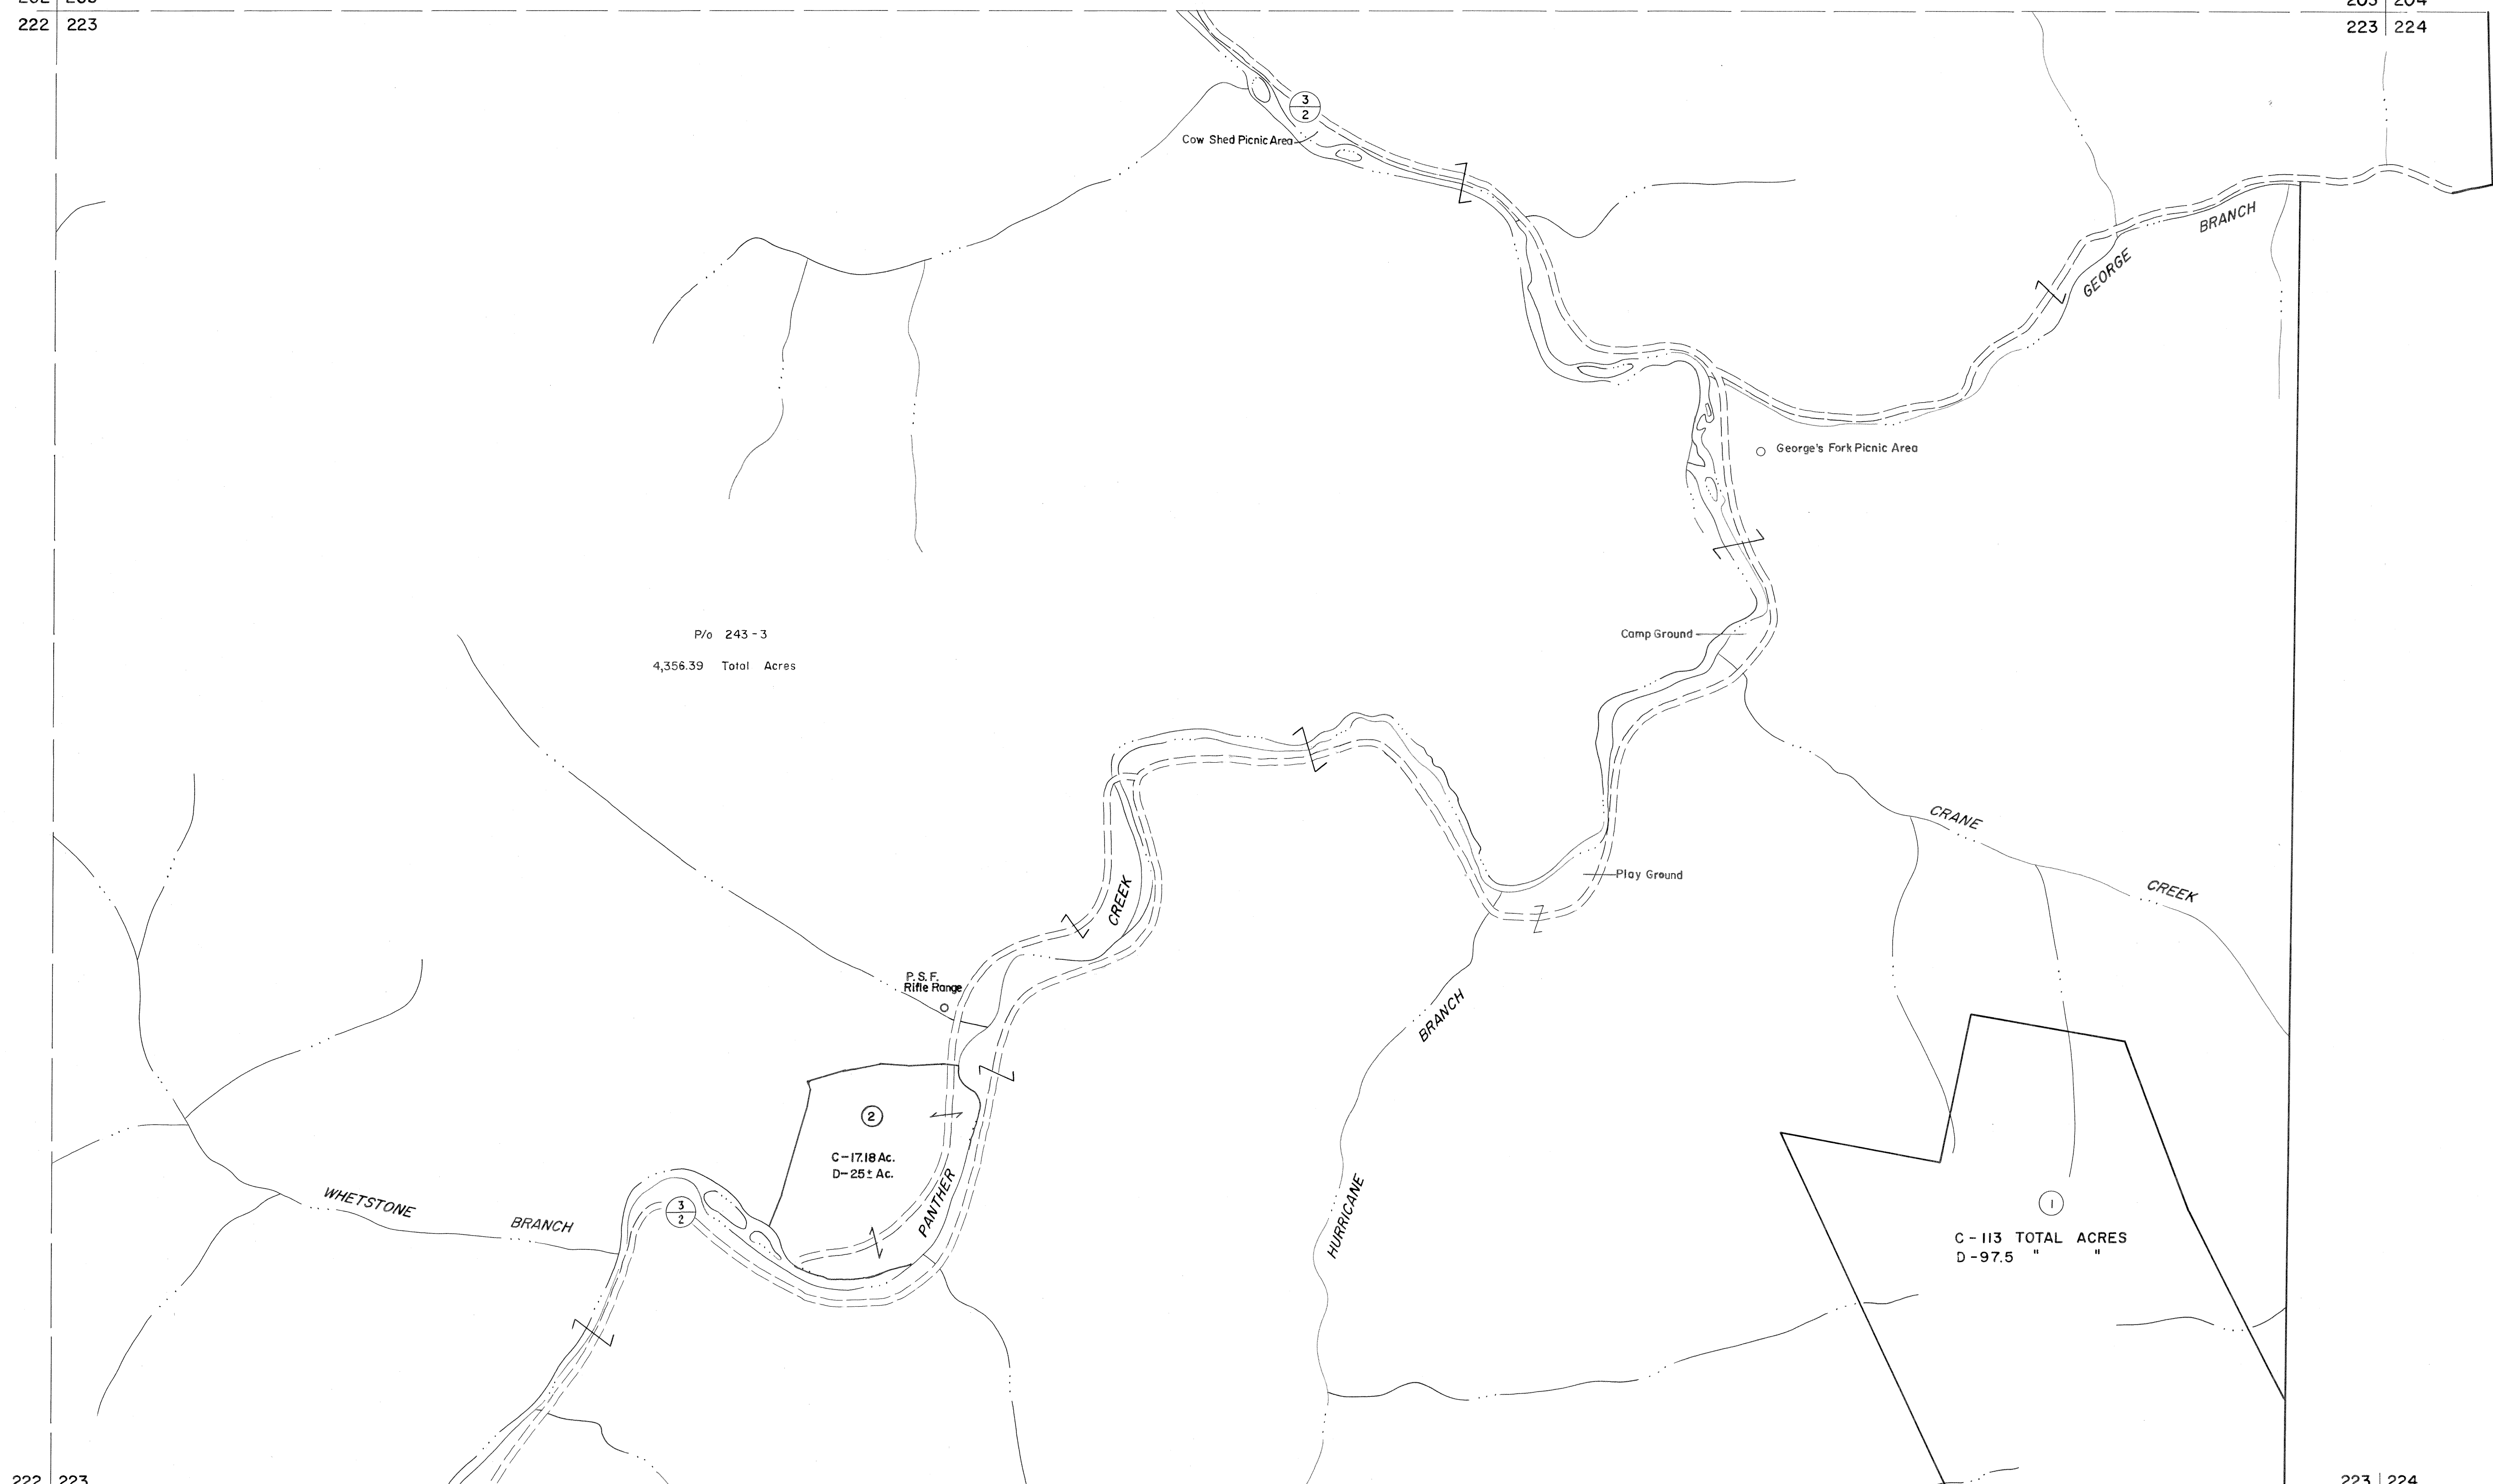 222 223
204
223 224
3
2
Cow Shed Picnic Area
BRANCH
GEORGE
George's Fork Picnic Area
P/o 243-3
4,356.39 Total Acres
Camp Ground
CRANE
CREEK
Play Ground
CREEK
P.S.F.
Rifle Range
BRANCH
2
C-17.18 Ac.
D-25± Ac.
PANTHER
HURRICANE
WHETSTONE
BRANCH
3
2
1
C-113 TOTAL ACRES
D-97.5 " "
222 223
223 224